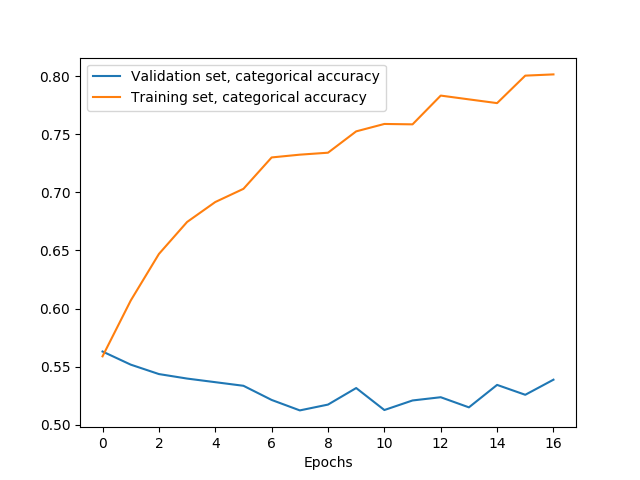 Validation set, categorical accuracy
Training set, categorical accuracy
0.80
0.75
0.70
0.65
0.60
0.55
0.50
0 2 4 6 8 10 12 14 16
Epochs